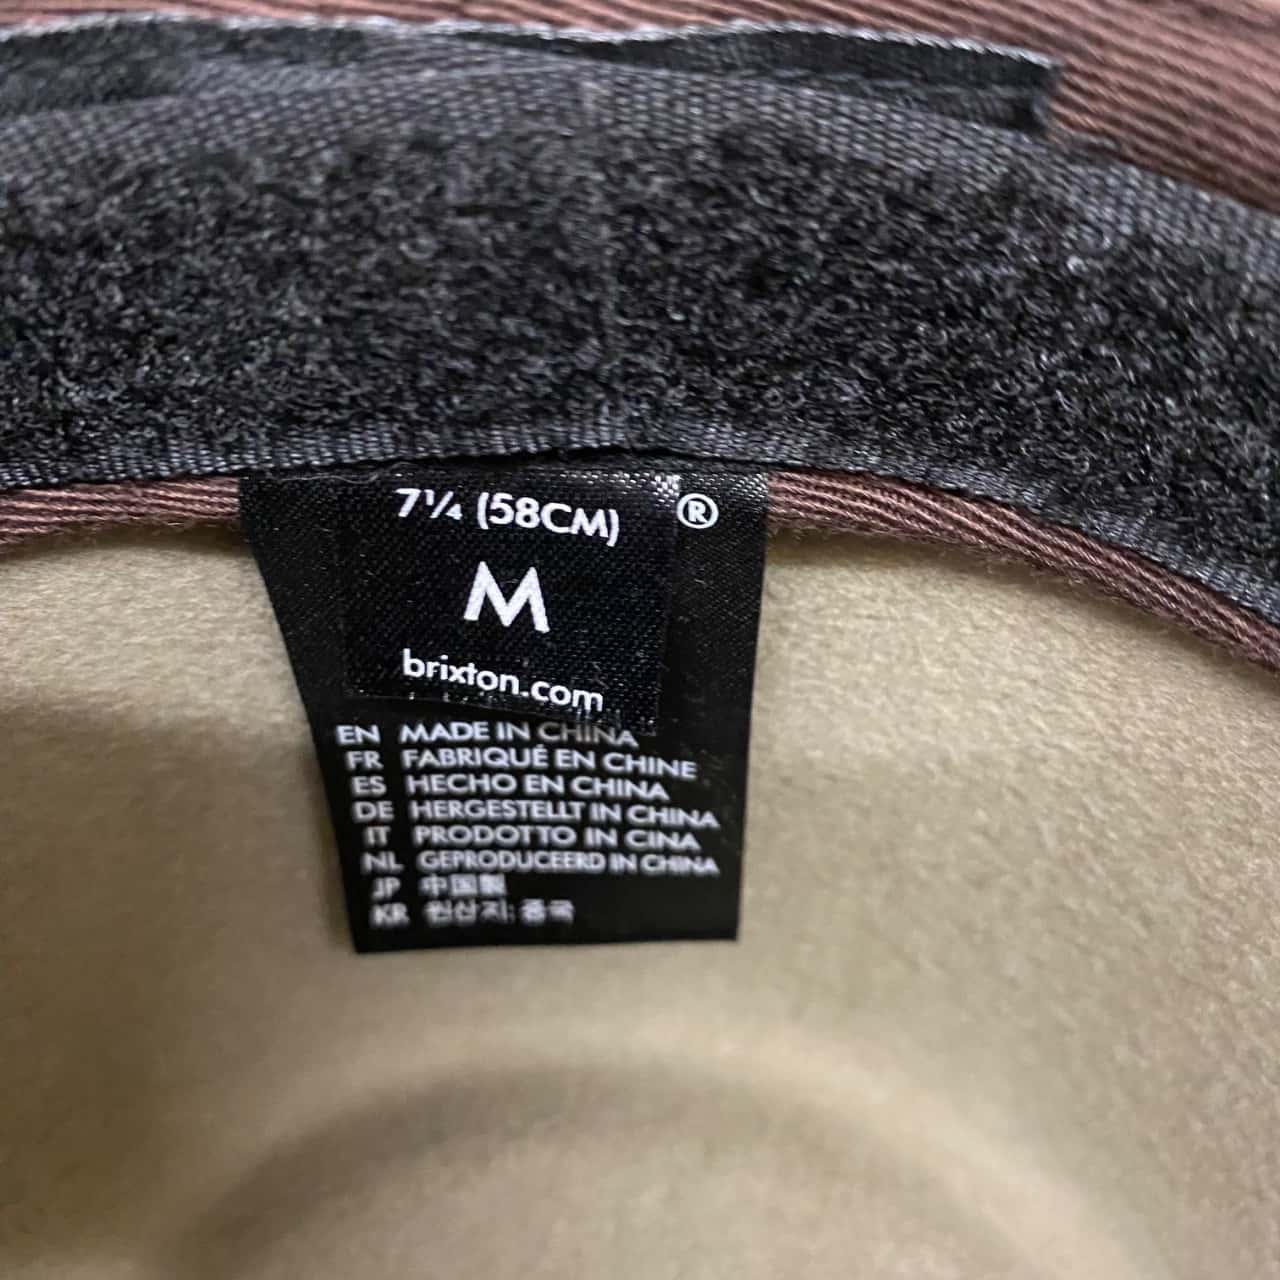 7¼ (58CM) ®
M
brixton.com
EN MADE IN CHINA
FR FABRIQUÉ EN CHINE
ES HECHO EN CHINA
DE HERGESTELLT IN CHINA
IT PRODOTTO IN CINA
NL GEPRODUCEERD IN CHINA
JP 中国製
KR 원산지: 중국